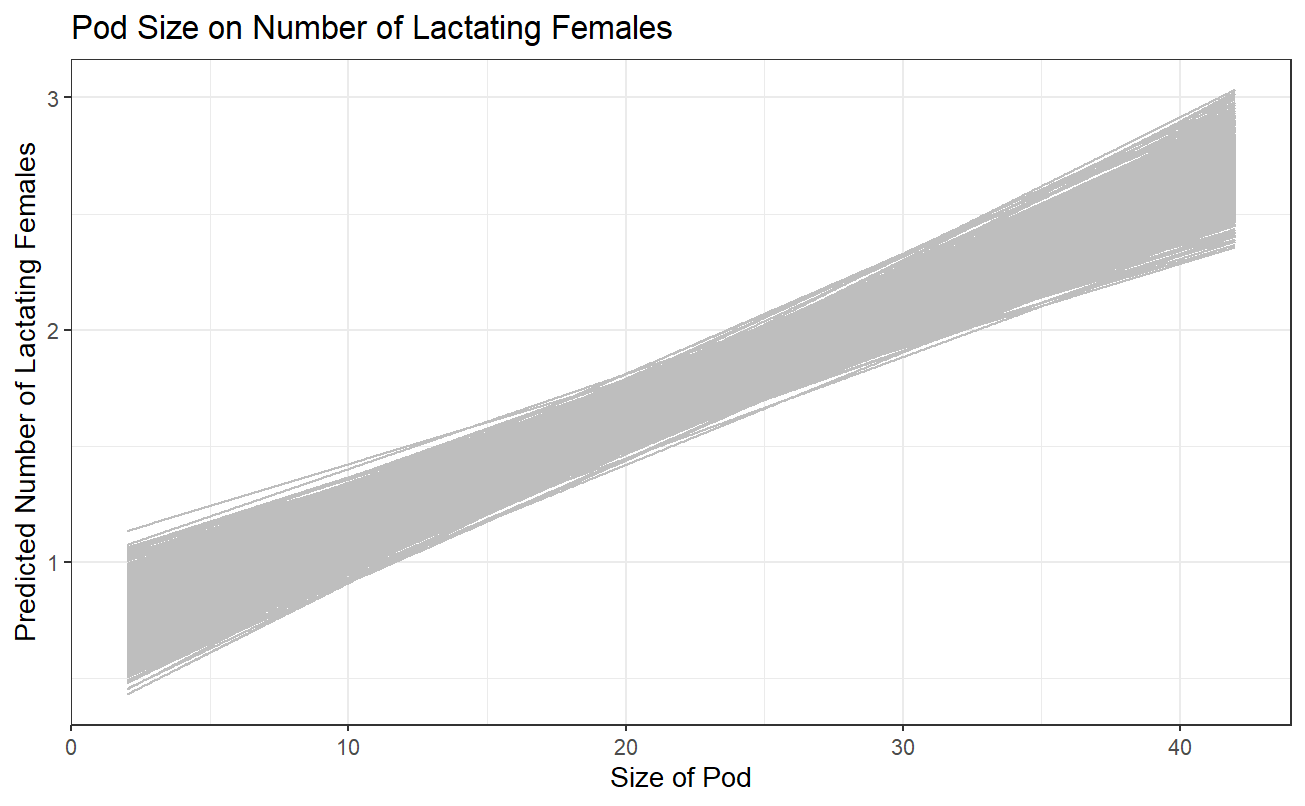 Pod Size on Number of Lactating Females
Predicted Number of Lactating Females
3
2
1
0
10
20
30
40
Size of Pod